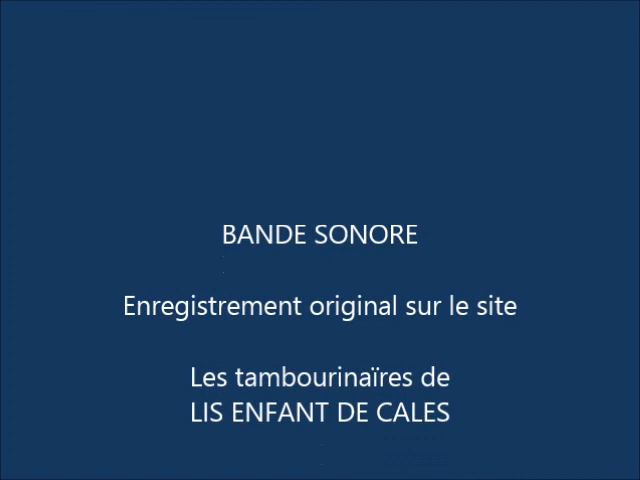 BANDE SONORE
Enregistrement original sur le site
Les tambourinaïres de
LIS ENFANT DE CALES